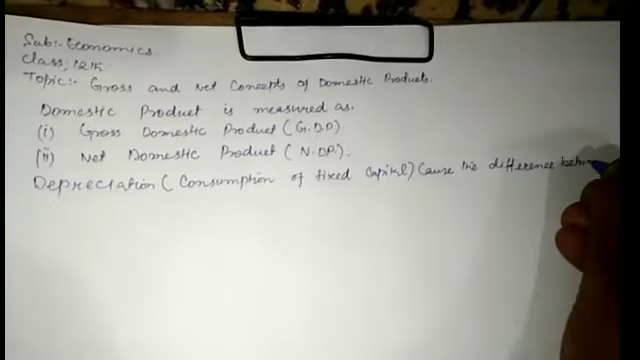 Sub:- Economics
Class: 12th
Topic:- Gross and Net Concepts of Domestic Products.
Domestic Product is measured as.
(i) Gross Domestic Product (G.D.P)
(ii) Net Domestic Product (N.D.P).
Depreciation (Consumption of fixed Capital) Cause the difference